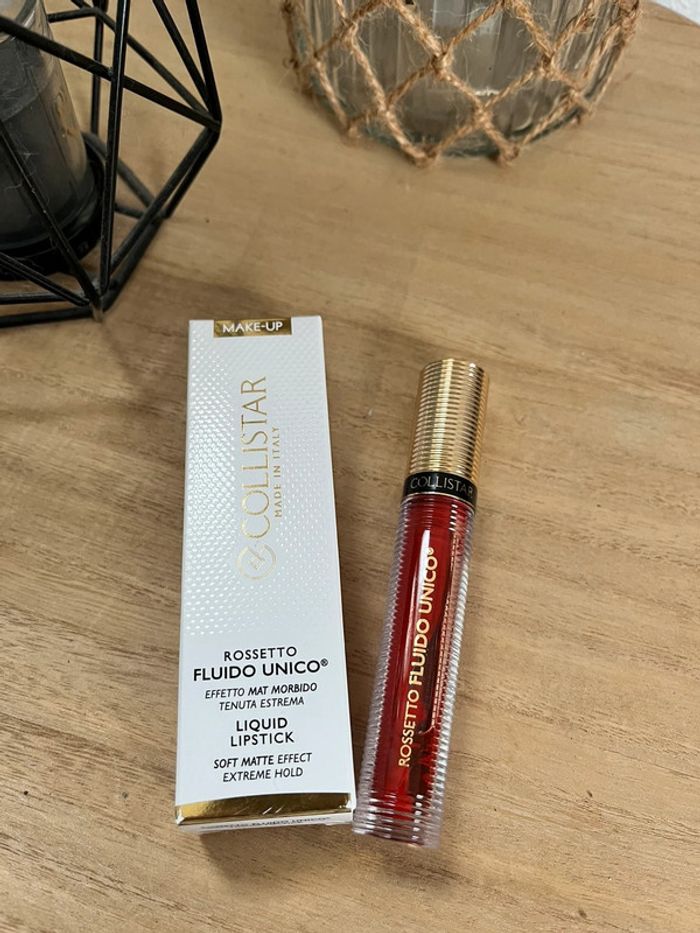 MAKE-UP
COLLISTAR
MADE IN ITALY
ROSSETTO
FLUIDO UNICO®
EFFETTO MAT MORBIDO
TENUTA ESTREMA
LIQUID
LIPSTICK
SOFT MATTE EFFECT
EXTREME HOLD
COLLISTAR
ROSSETTO FLUIDO UNICO®